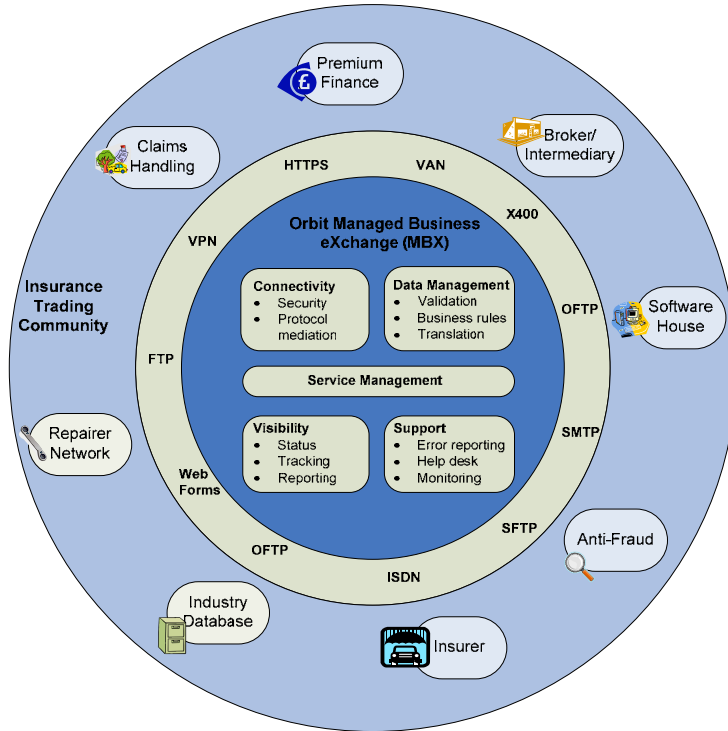 Premium
Finance
Claims
Handling
Broker/
Intermediary
HTTPS
VAN
X400
VPN
Orbit Managed Business
eXchange (MBX)
Insurance
Trading
Community
Connectivity
• Security
• Protocol
mediation
Data Management
• Validation
• Business rules
• Translation
OFTP
Software
House
FTP
Service Management
Visibility
• Status
• Tracking
• Reporting
Support
• Error reporting
• Help desk
• Monitoring
SMTP
Repairer
Network
Web
Forms
SFTP
Anti-Fraud
OFTP
ISDN
Industry
Database
Insurer
£